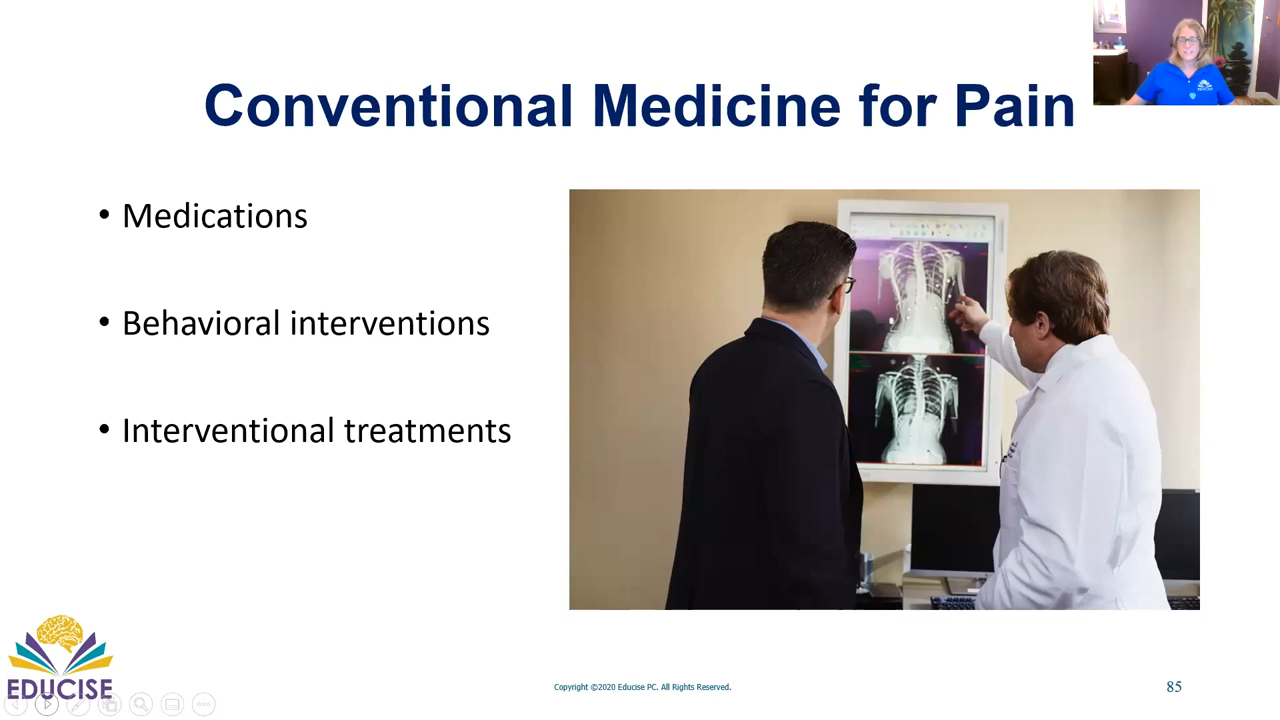 Conventional Medicine for Pain
• Medications
• Behavioral interventions
• Interventional treatments
EDUCISE
Copyright ©2020 Educise PC. All Rights Reserved.
85